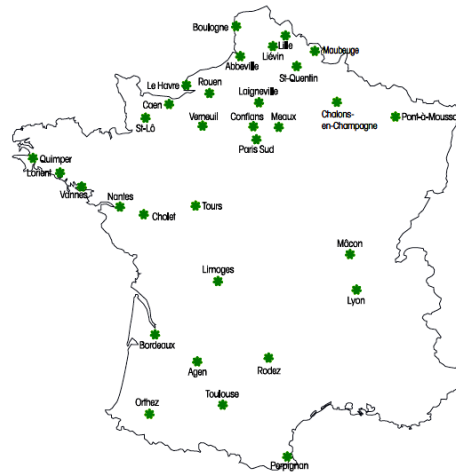 Boulogne
Lille
Liévin
Maubeuge
Abbeville
St-Quentin
Le Havre
Rouen
Laigneville
Caen
Chalons-
en-Champagne
Pont-à-Mousso
St-Lô
Verneuil
Conflans
Meaux
Paris Sud
Quimper
Lorient
Vannes
Nantes
Cholet
Tours
Mâcon
Limoges
Lyon
Bordeaux
Agen
Rodez
Orthez
Toulouse
Perpignan